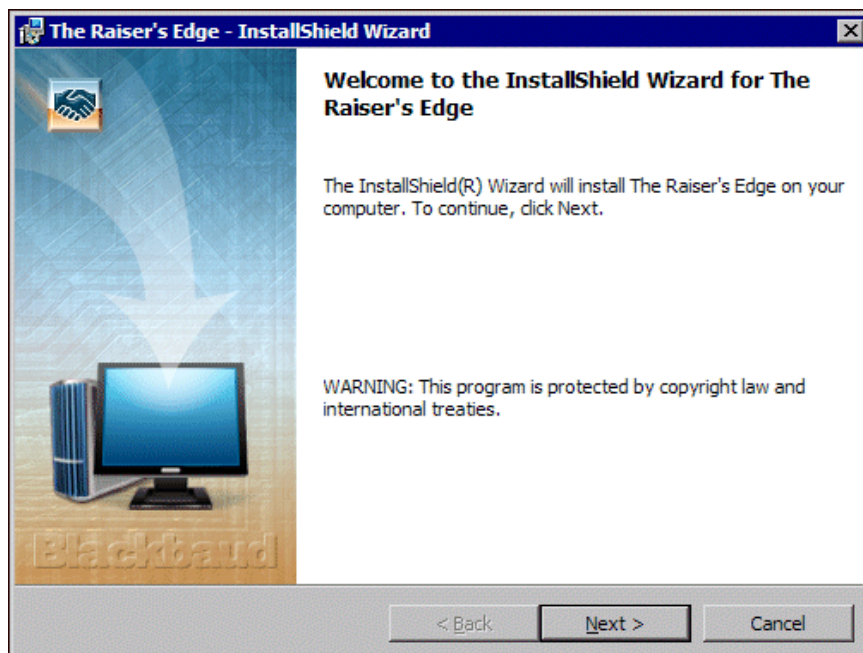 The Raiser's Edge - InstallShield Wizard
Welcome to the InstallShield Wizard for The
Raiser's Edge
The InstallShield(R) Wizard will install The Raiser's Edge on your
computer. To continue, click Next.
WARNING: This program is protected by copyright law and
international treaties.
Blackbaud
< Back
Next >
Cancel